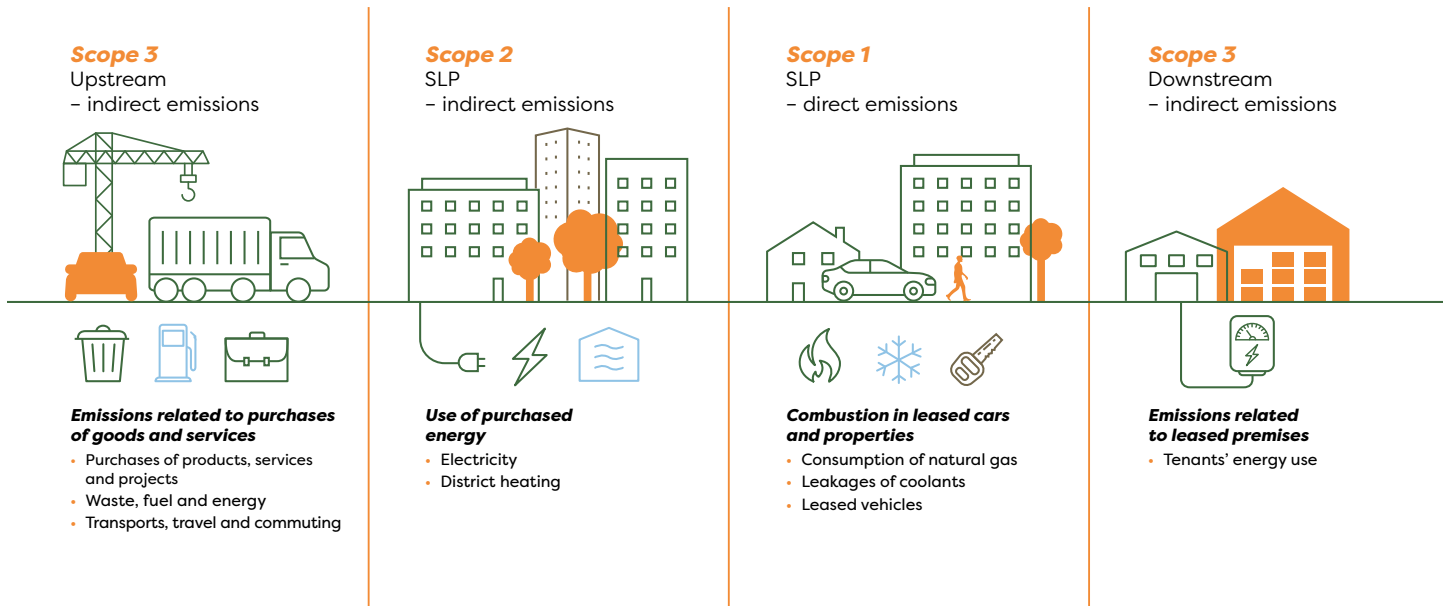 Scope 3
Upstream
– indirect emissions
Emissions related to purchases
of goods and services
• Purchases of products, services
and projects
• Waste, fuel and energy
• Transports, travel and commuting
Scope 2
SLP
– indirect emissions
Use of purchased
energy
• Electricity
• District heating
Scope 1
SLP
– direct emissions
Combustion in leased cars
and properties
• Consumption of natural gas
• Leakages of coolants
• Leased vehicles
Scope 3
Downstream
– indirect emissions
Emissions related
to leased premises
• Tenants’ energy use